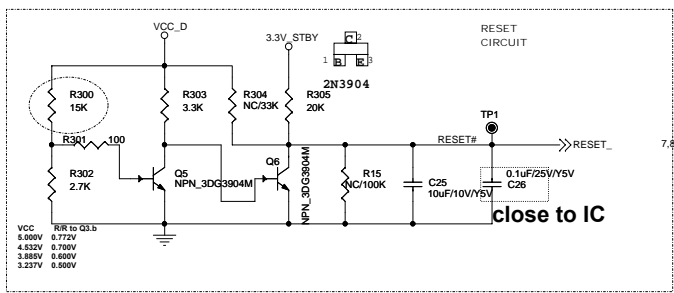 VCC_D
3.3V_STBY
C 2
1 B E 3
2N3904
RESET
CIRCUIT
R300
15K
R303
3.3K
R304
NC/33K
R305
20K
TP1
R301 100
RESET#
RESET_
7,8
R302
2.7K
Q5
NPN_3DG3904M
Q6
NPN_3DG3904M
R15
NC/100K
C25
10uF/10V/Y5V
0.1uF/25V/Y5V
C26
close to IC
VCC R/R to Q3.b
5.000V 0.772V
4.532V 0.700V
3.885V 0.600V
3.237V 0.500V